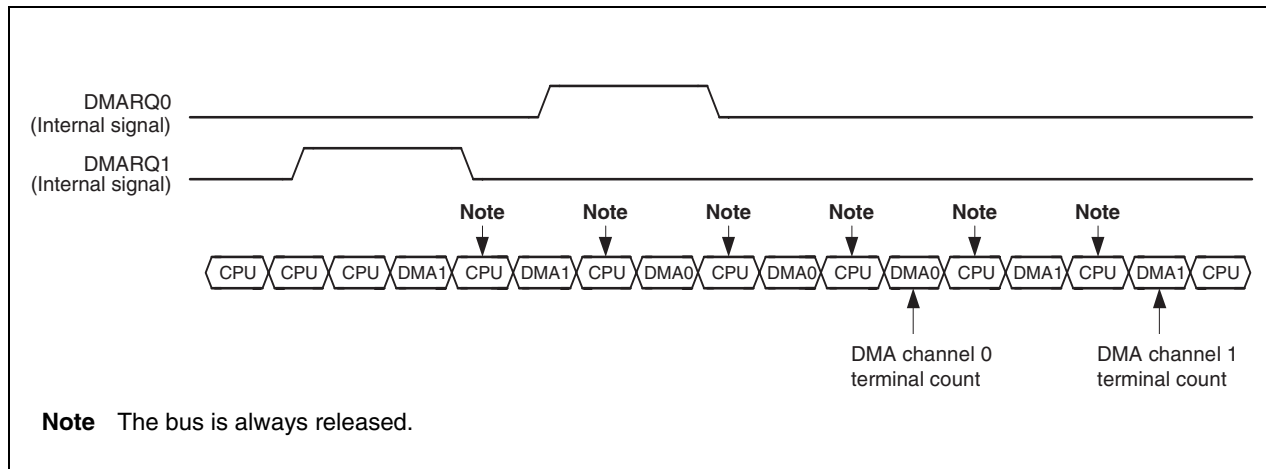 DMARQ0
(Internal signal)
DMARQ1
(Internal signal)
Note Note Note Note Note Note
CPU CPU CPU DMA1 CPU DMA1 CPU DMA0 CPU DMA0 CPU DMA0 CPU DMA1 CPU DMA1 CPU
DMA channel 0
terminal count
DMA channel 1
terminal count
Note The bus is always released.